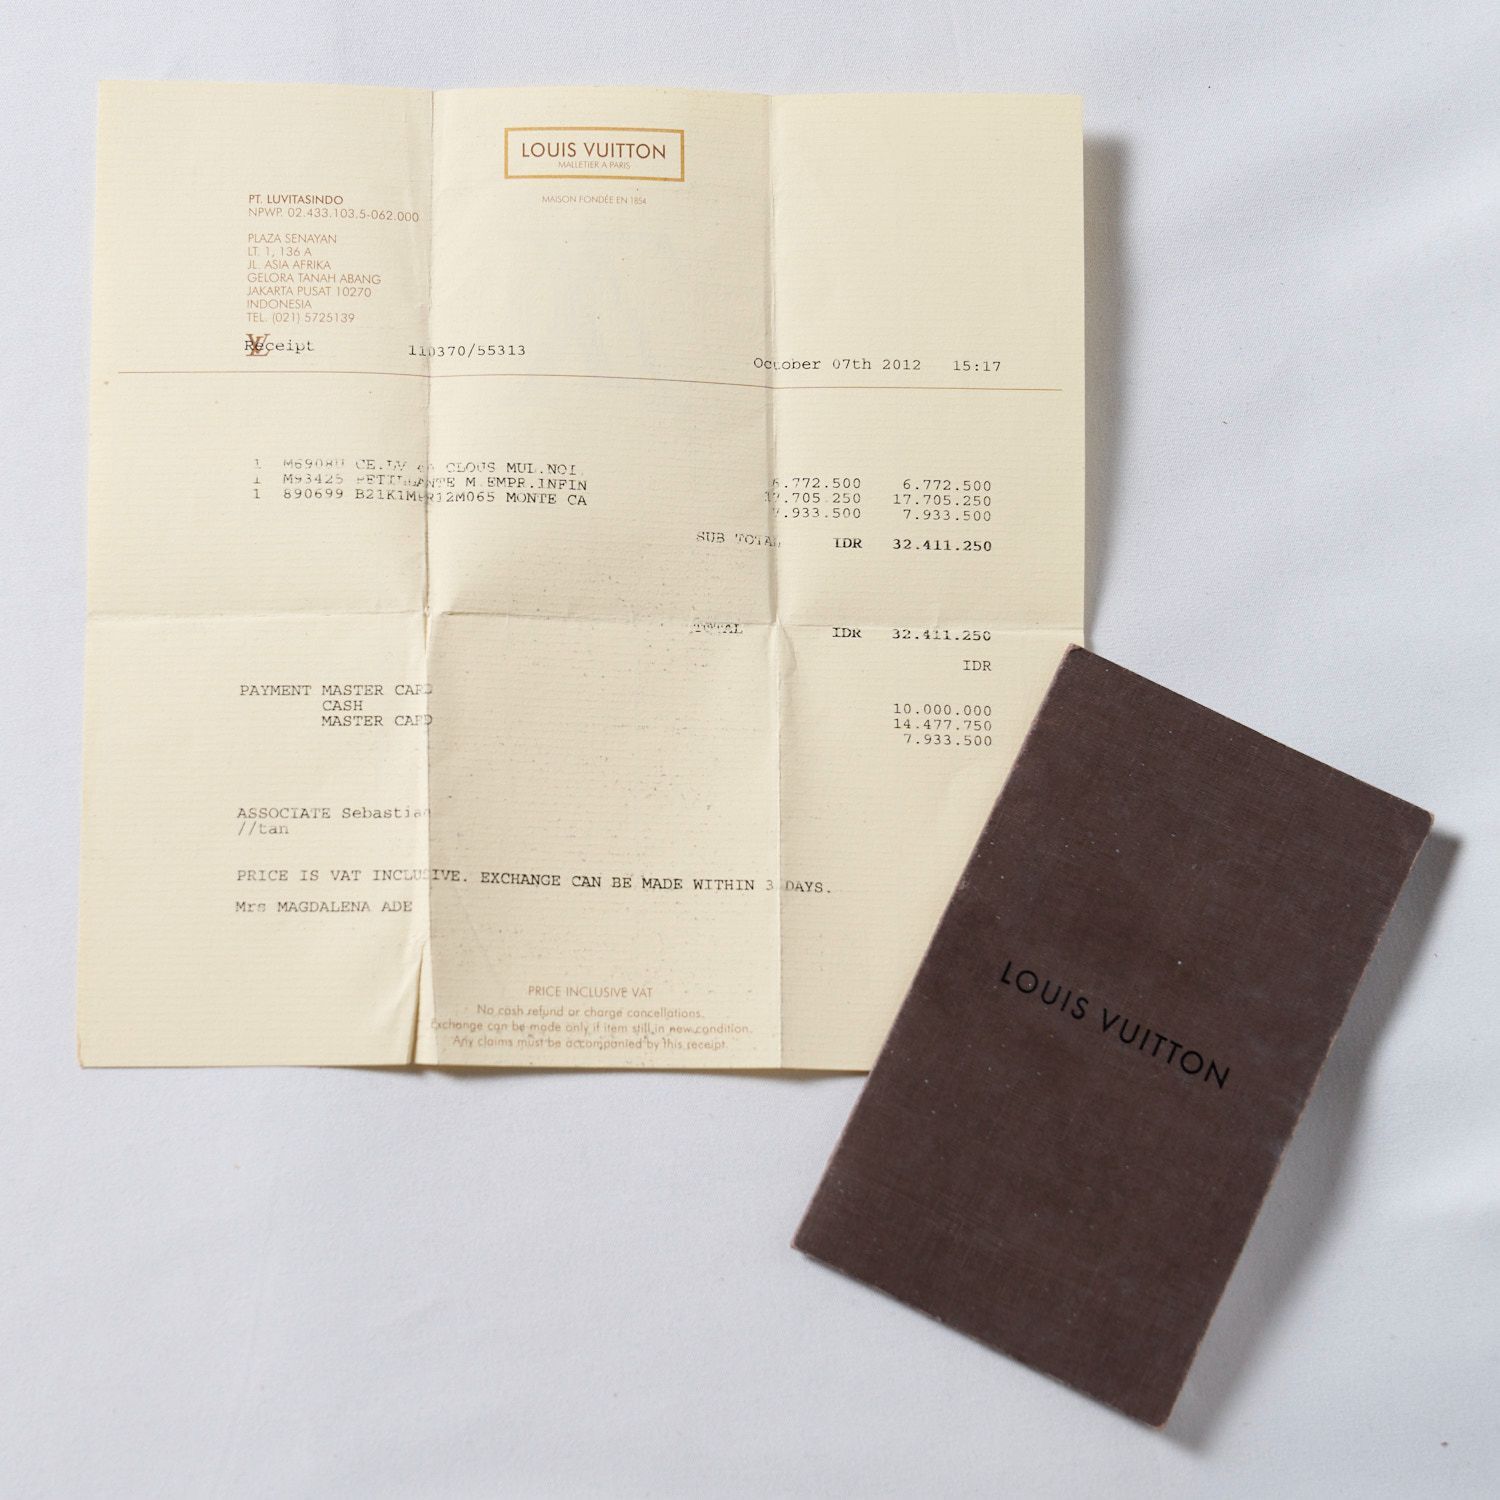 LOUIS VUITTON
MALLETIER A PARIS
MAISON FONDÉE EN 1854
PT. LUVITASINDO
NPWP. 02.433.103.5-062.000
PLAZA SENAYAN
LT. 1, 136 A
JL. ASIA AFRIKA
GELORA TANAH ABANG
JAKARTA PUSAT 10270
INDONESIA
TEL. (021) 5725139
Receipt 110370/55313 October 07th 2012 15:17
1 M6908U CE.LV CLOUS MUL.NOI. 6.772.500 6.772.500
1 M93425 PETILLANTE M.EMPR.INFIN 17.705.250 17.705.250
1 890699 MONTE CA 7.933.500 7.933.500
SUB TOTAL IDR 32.411.250
TOTAL IDR 32.411.250
IDR
PAYMENT MASTER CARD 10.000.000
CASH 14.477.750
MASTER CARD 7.933.500
ASSOCIATE Sebastian
//tan
PRICE IS VAT INCLUSIVE. EXCHANGE CAN BE MADE WITHIN 3 DAYS.
Mrs MAGDALENA ADE
PRICE INCLUSIVE VAT
No cash refund or charge cancellations.
Exchange can be made only if item still in new condition.
Any claims must be accompanied by this receipt.
LOUIS VUITTON